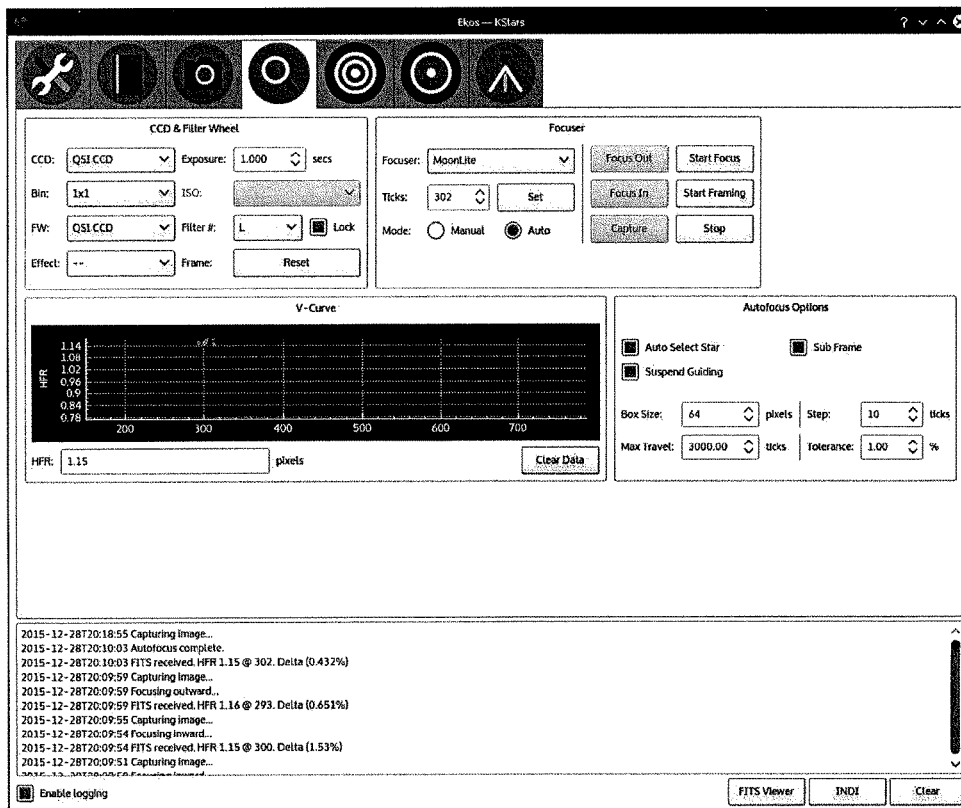 Ekos — KStars
CCD & Filter Wheel
CCD: QSI CCD Exposure: 1.000 secs
Bin: 1x1 ISO:
FW: QSI CCD Filter #: L Lock
Effect: -- Frame: Reset
Focuser
Focuser: MoonLite Focus Out Start Focus
Ticks: 302 Set Focus In Start Framing
Mode: Manual Auto Capture Stop
V-Curve
HFR
1.14
1.08
1.02
0.96
0.9
0.84
0.78
200 300 400 500 600 700
HFR: 1.15 pixels Clear Data
Autofocus Options
Auto Select Star Sub Frame
Suspend Guiding
Box Size: 64 pixels Step: 10 ticks
Max Travel: 3000.00 ticks Tolerance: 1.00 %
2015-12-28T20:18:55 Capturing image...
2015-12-28T20:10:03 Autofocus complete.
2015-12-28T20:10:03 FITS received. HFR 1.15 @ 302. Delta (0.432%)
2015-12-28T20:09:59 Capturing image...
2015-12-28T20:09:59 Focusing outward...
2015-12-28T20:09:59 FITS received. HFR 1.16 @ 293. Delta (0.651%)
2015-12-28T20:09:55 Capturing image...
2015-12-28T20:09:54 Focusing inward...
2015-12-28T20:09:54 FITS received. HFR 1.15 @ 300. Delta (1.53%)
2015-12-28T20:09:51 Capturing image...
Enable logging FITS Viewer INDI Clear